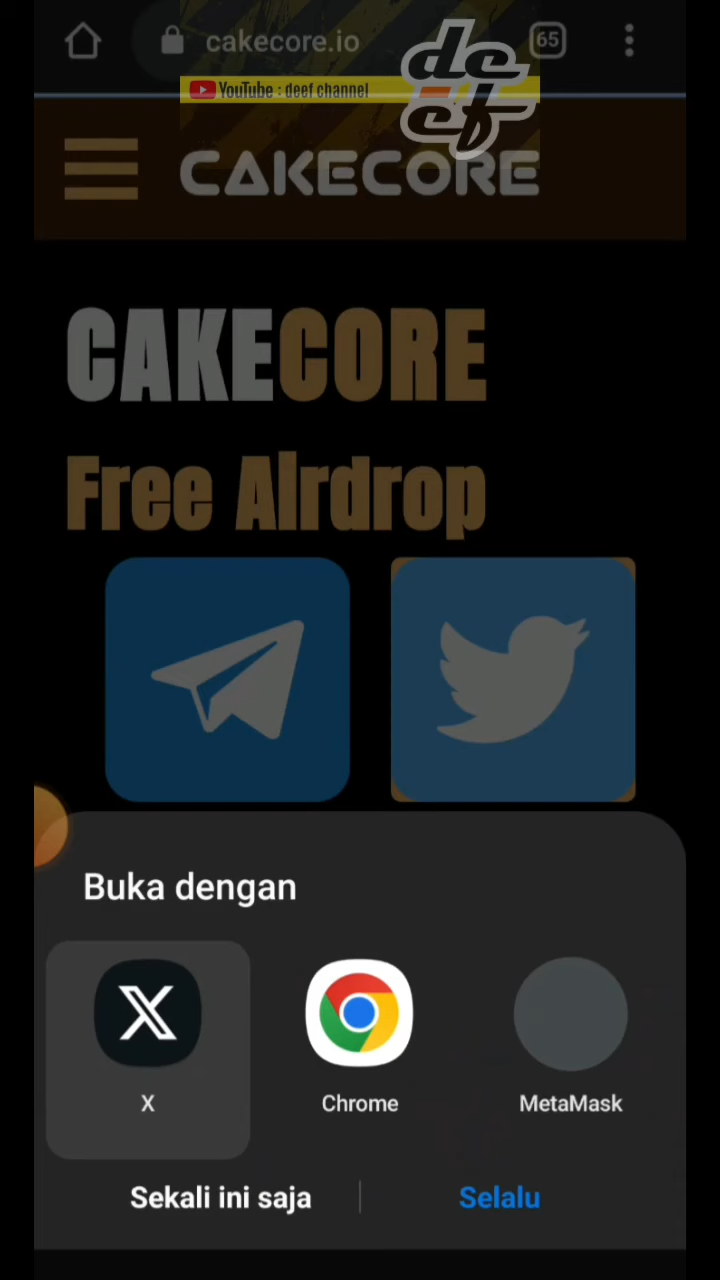 cakecore.io
65
YouTube : deef channel
deef
CAKECORE
CAKECORE
Free Airdrop
Buka dengan
X
Chrome
MetaMask
Sekali ini saja
Selalu